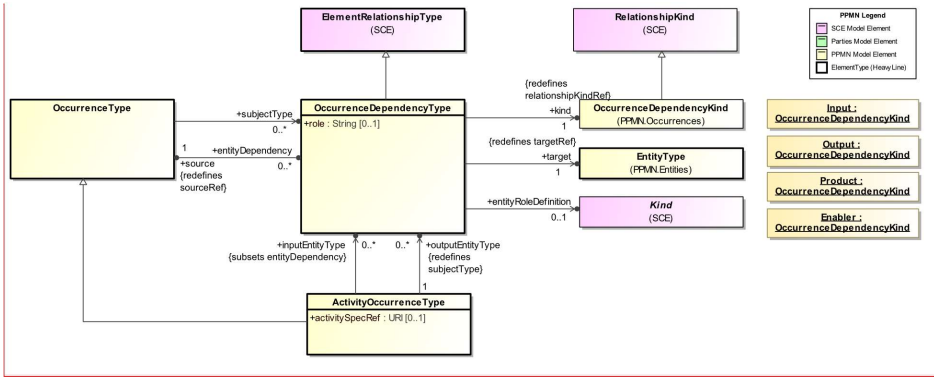 ElementRelationshipType
(SCE)
RelationshipKind
(SCE)
PPMN Legend
SCE Model Element
Parties Model Element
PPMN Model Element
ElementType (Heavy Line)
{redefines
relationshipKindRef}
OccurrenceType
+subjectType
0..*
OccurrenceDependencyType
+role : String [0..1]
+kind
1
OccurrenceDependencyKind
(PPMN.Occurrences)
Input :
OccurrenceDependencyKind
1
+entityDependency
0..*
+source
{redefines
sourceRef}
{redefines targetRef}
+target
1
EntityType
(PPMN.Entities)
Output :
OccurrenceDependencyKind
Product :
OccurrenceDependencyKind
+entityRoleDefinition
0..1
Kind
(SCE)
Enabler :
OccurrenceDependencyKind
+inputEntityType
0..*
{subsets entityDependency}
0..*
+outputEntityType
{redefines
subjectType}
1
ActivityOccurrenceType
+activitySpecRef : URI [0..1]